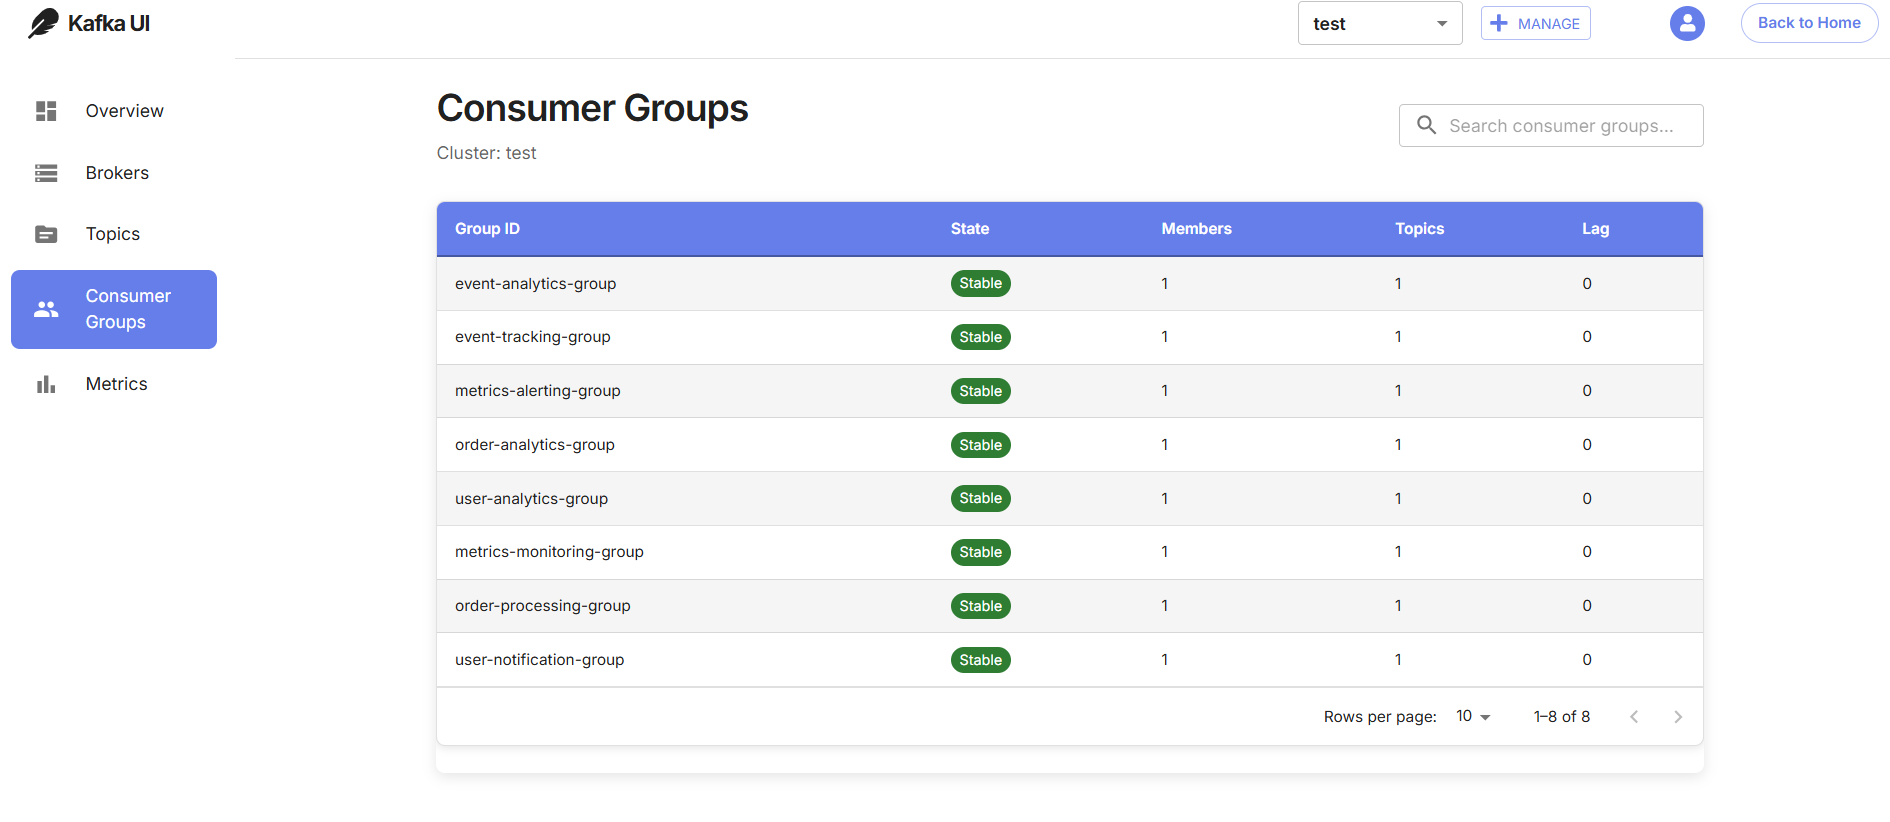 Kafka UI
test
MANAGE
Back to Home
Overview
Brokers
Topics
Consumer
Groups
Metrics
Consumer Groups
Cluster: test
Search consumer groups...
Group ID State Members Topics Lag
event-analytics-group Stable 1 1 0
event-tracking-group Stable 1 1 0
metrics-alerting-group Stable 1 1 0
order-analytics-group Stable 1 1 0
user-analytics-group Stable 1 1 0
metrics-monitoring-group Stable 1 1 0
order-processing-group Stable 1 1 0
user-notification-group Stable 1 1 0
Rows per page: 10 1–8 of 8